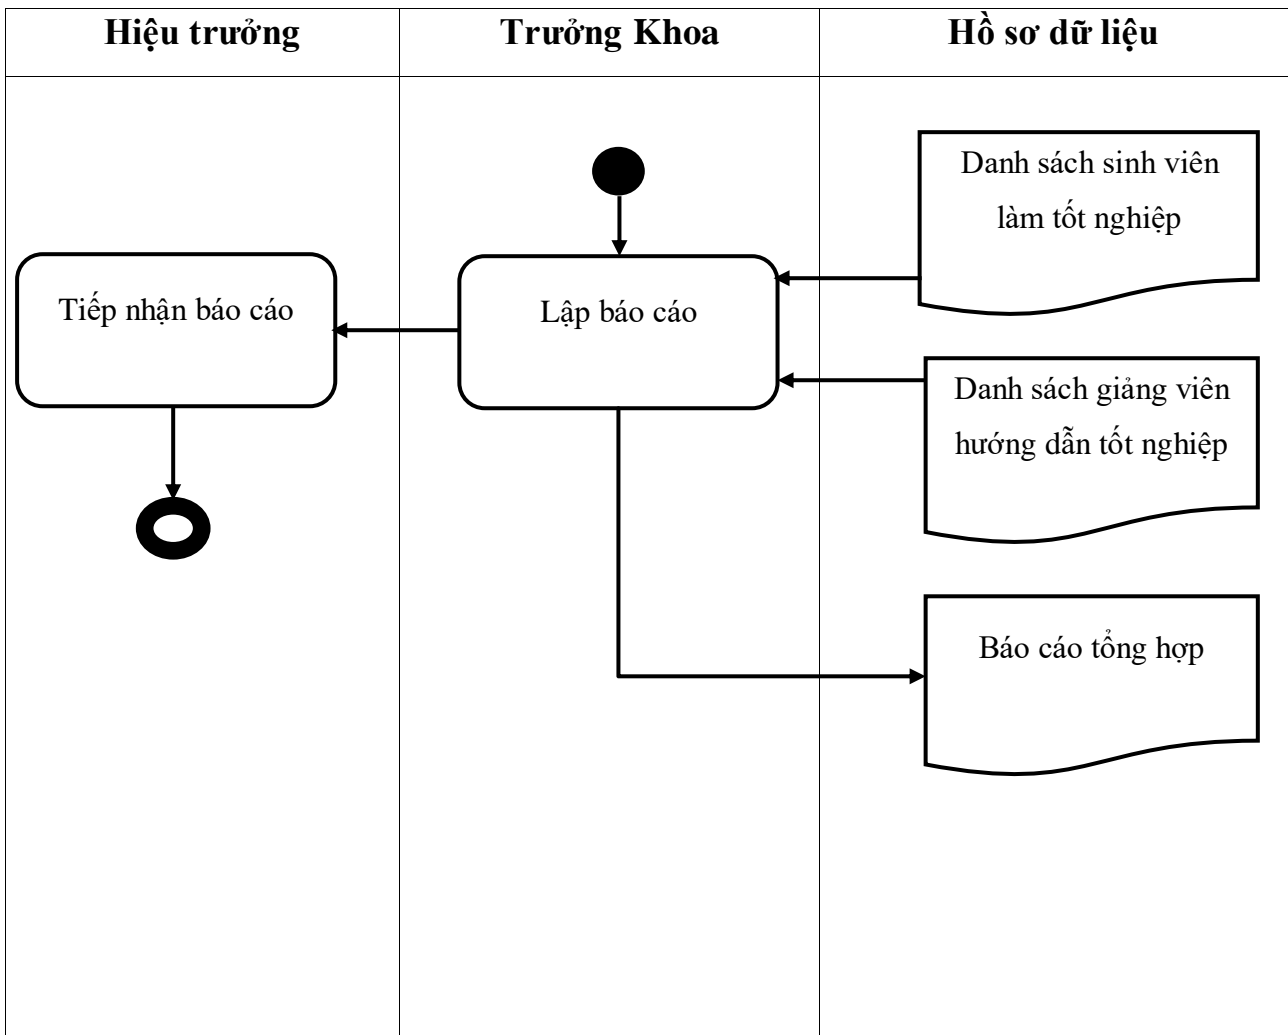 Hiệu trưởng
Trưởng Khoa
Hồ sơ dữ liệu
Danh sách sinh viên
làm tốt nghiệp
Tiếp nhận báo cáo
Lập báo cáo
Danh sách giảng viên
hướng dẫn tốt nghiệp
Báo cáo tổng hợp